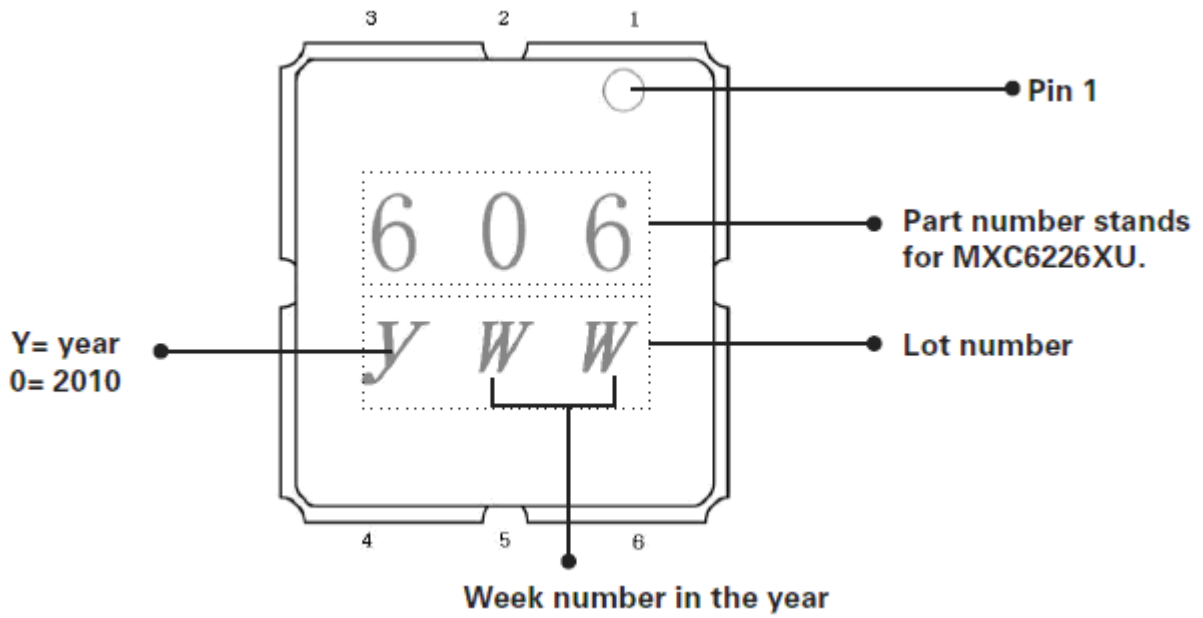 3 2 1
Pin 1
6 0 6
Part number stands
for MXC6226XU.
Y= year
0= 2010
y w w
Lot number
4 5 6
Week number in the year